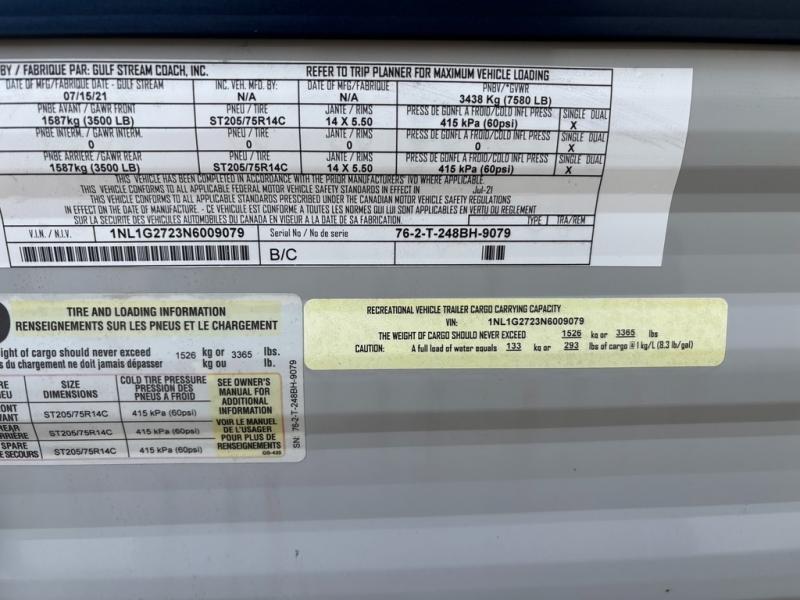 BY / FABRIQUE PAR: GULF STREAM COACH, INC. REFER TO TRIP PLANNER FOR MAXIMUM VEHICLE LOADING
DATE OF MFG/FABRIQUE DATE - GULF STREAM INC. VEH. MFD. BY: DATE OF MFG/FABRIQUE PNBV/*GVWR
07/15/21 N/A N/A 3438 Kg (7580 LB)
PNBE AVANT / GAWR FRONT PNEU / TIRE JANTE / RIMS PRESS DE GONFL A FROID/COLD INFL PRESS SINGLE DUAL
1587kg (3500 LB) ST205/75R14C 14 X 5.50 415 kPa (60psi) X
PNBE INTERM. / GAWR INTERM. PNEU / TIRE JANTE / RIMS PRESS DE GONFL A FROID/COLD INFL PRESS SINGLE DUAL
0 0 0 0 X
PNBE ARRIERE / GAWR REAR PNEU / TIRE JANTE / RIMS PRESS DE GONFL A FROID/COLD INFL PRESS SINGLE DUAL
1587kg (3500 LB) ST205/75R14C 14 X 5.50 415 kPa (60psi) X
THIS VEHICLE HAS BEEN COMPLETED IN ACCORDANCE WITH THE PRIOR MANUFACTURERS' IVD WHERE APPLICABLE
THIS VEHICLE CONFORMS TO ALL APPLICABLE FEDERAL MOTOR VEHICLE SAFETY STANDARDS IN EFFECT IN Jul-21
THIS VEHICLE CONFORMS TO ALL APPLICABLE STANDARDS PRESCRIBED UNDER THE CANADIAN MOTOR VEHICLE SAFETY REGULATIONS
IN EFFECT ON THE DATE OF MANUFACTURE. - CE VEHICULE EST CONFORME A TOUTES LES NORMES QUI LUI SONT APPLICABLES EN VERTU DU REGLEMENT
SUR LA SECURITE DES VEHICULES AUTOMOBILES DU CANADA EN VIGEUR A LA DATE DE SA FABRICATION. TYPE TRA/REM
V.I.N. / N.I.V. 1NL1G2723N6009079 Serial No / No de serie 76-2-T-248BH-9079
B/C
TIRE AND LOADING INFORMATION
RENSEIGNEMENTS SUR LES PNEUS ET LE CHARGEMENT
ight of cargo should never exceed 1526 kg or 3365 lbs.
s du chargement ne doit jamais dépasser kg ou lb.
RE SIZE COLD TIRE PRESSURE SEE OWNER'S
EU DIMENSIONS PRESSION DES MANUAL FOR
PNEUS A FROID ADDITIONAL
RONT ST205/75R14C 415 kPa (60psi) INFORMATION
VANT VOIR LE MANUEL
REAR ST205/75R14C 415 kPa (60psi) DE L'USAGER
RRIÈRE POUR PLUS DE
SPARE ST205/75R14C 415 kPa (60psi) RENSEIGNEMENTS
E SECOURS
SN: 76-2-T-248BH-9079
RECREATIONAL VEHICLE TRAILER CARGO CARRYING CAPACITY
VIN: 1NL1G2723N6009079
THE WEIGHT OF CARGO SHOULD NEVER EXCEED 1526 kg or 3365 lbs
CAUTION: A full load of water equals 133 kg or 293 lbs of cargo @ 1 kg/L (8.3 lb/gal)